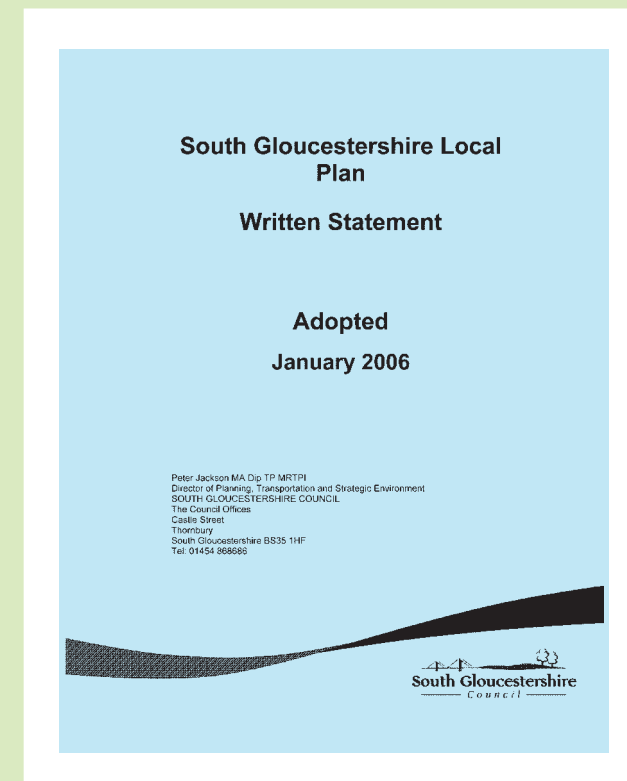 South Gloucestershire Local
Plan
Written Statement
Adopted
January 2006
Peter Jackson MA Dip TP MRTPI
Director of Planning, Transportation and Strategic Environment
SOUTH GLOUCESTERSHIRE COUNCIL
The Council Offices
Castle Street
Thornbury
South Gloucestershire BS35 1HF
Tel: 01454 868686
South Gloucestershire
Council